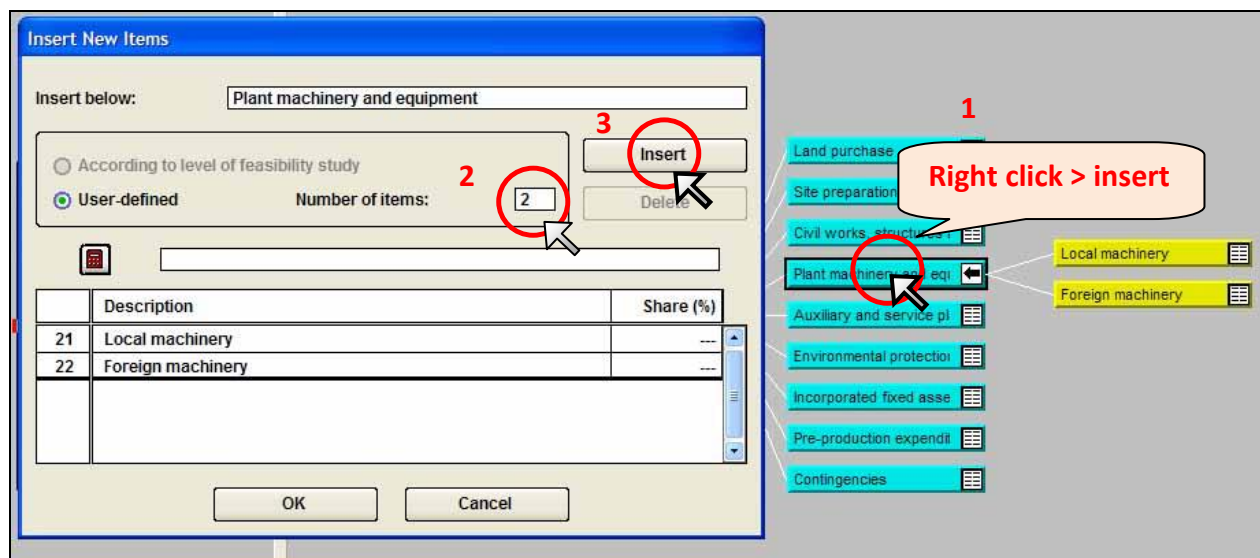 Insert New Items
Insert below: Plant machinery and equipment
According to level of feasibility study
User-defined Number of items: 2
3
Insert
2
Delete
Description Share (%)
21 Local machinery ---
22 Foreign machinery ---
OK Cancel
1
Right click > insert
Land purchase
Site preparation
Civil works, structures
Plant machinery and equ
Auxiliary and service pl
Environmental protection
Incorporated fixed asse
Pre-production expendit
Contingencies
Local machinery
Foreign machinery